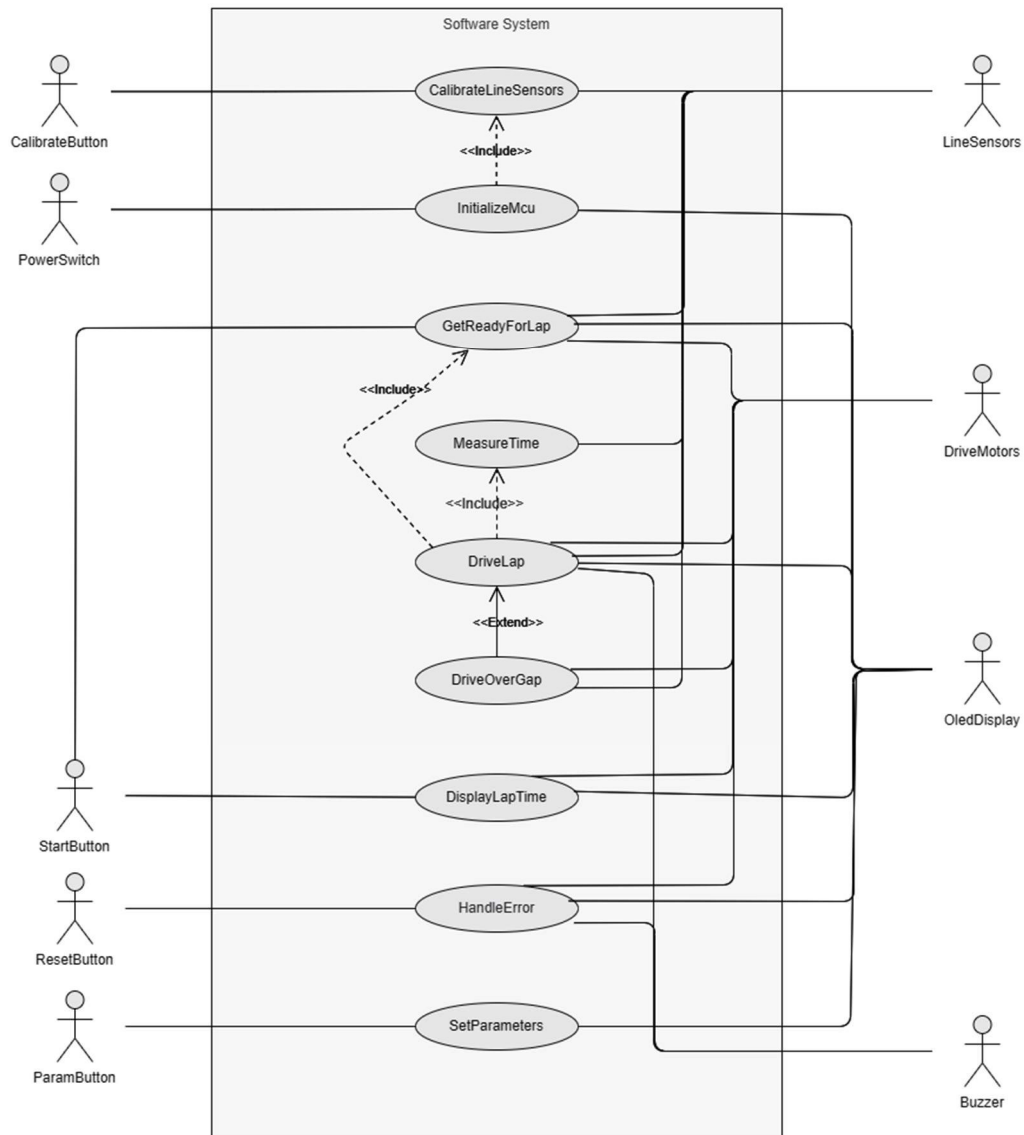 Software System
CalibrateButton
CalibrateLineSensors
LineSensors
<<Include>>
PowerSwitch
InitializeMcu
GetReadyForLap
<<Include>>
DriveMotors
MeasureTime
<<Include>>
DriveLap
<<Extend>>
DriveOverGap
OledDisplay
StartButton
DisplayLapTime
ResetButton
HandleError
ParamButton
SetParameters
Buzzer